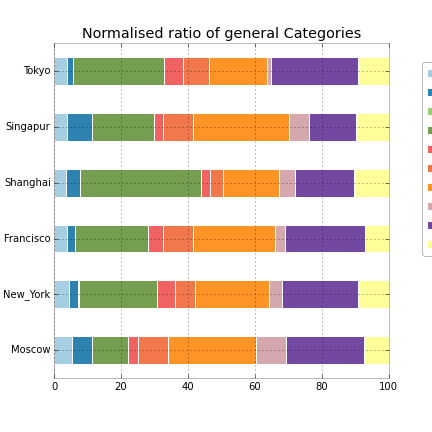 Normalised ratio of general Categories
Tokyo
Singapur
Shanghai
Francisco
New_York
Moscow
0 20 40 60 80 100